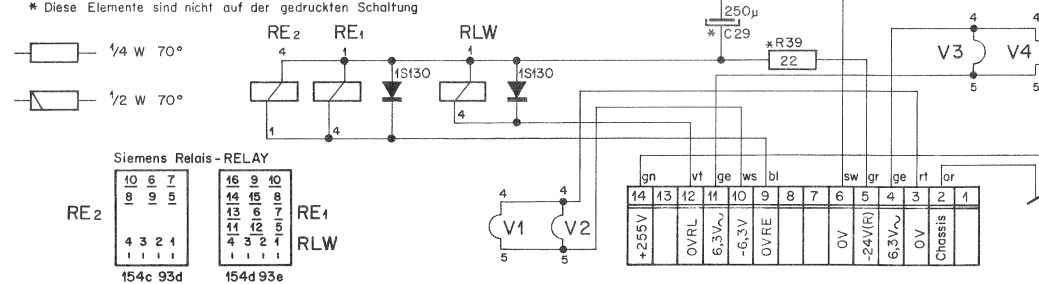 * Diese Elemente sind nicht auf der gedruckten Schaltung
1/4 W 70°
1/2 W 70°
RE2 RE1 RLW
4 1 1
1S130 1S130
1 4 4
250µ
* C29
*R39
22
4 4
V3 V4
5 5
Siemens Relais-RELAY
10 6 7
8 9 5
4 3 2 1
RE2
154c 93d
16 9 10
14 15 8
13 6 7
11 12 5
4 3 2 1
RE1
RLW
154d 93e
4 4
V1 V2
5 5
gn vt ge ws bl sw gr ge rt or
14 13 12 11 10 9 8 7 6 5 4 3 2 1
+255V
0VRL
6,3V~
-6,3V
0VRE
0V
-24V(R)
6,3V~
0V
Chassis